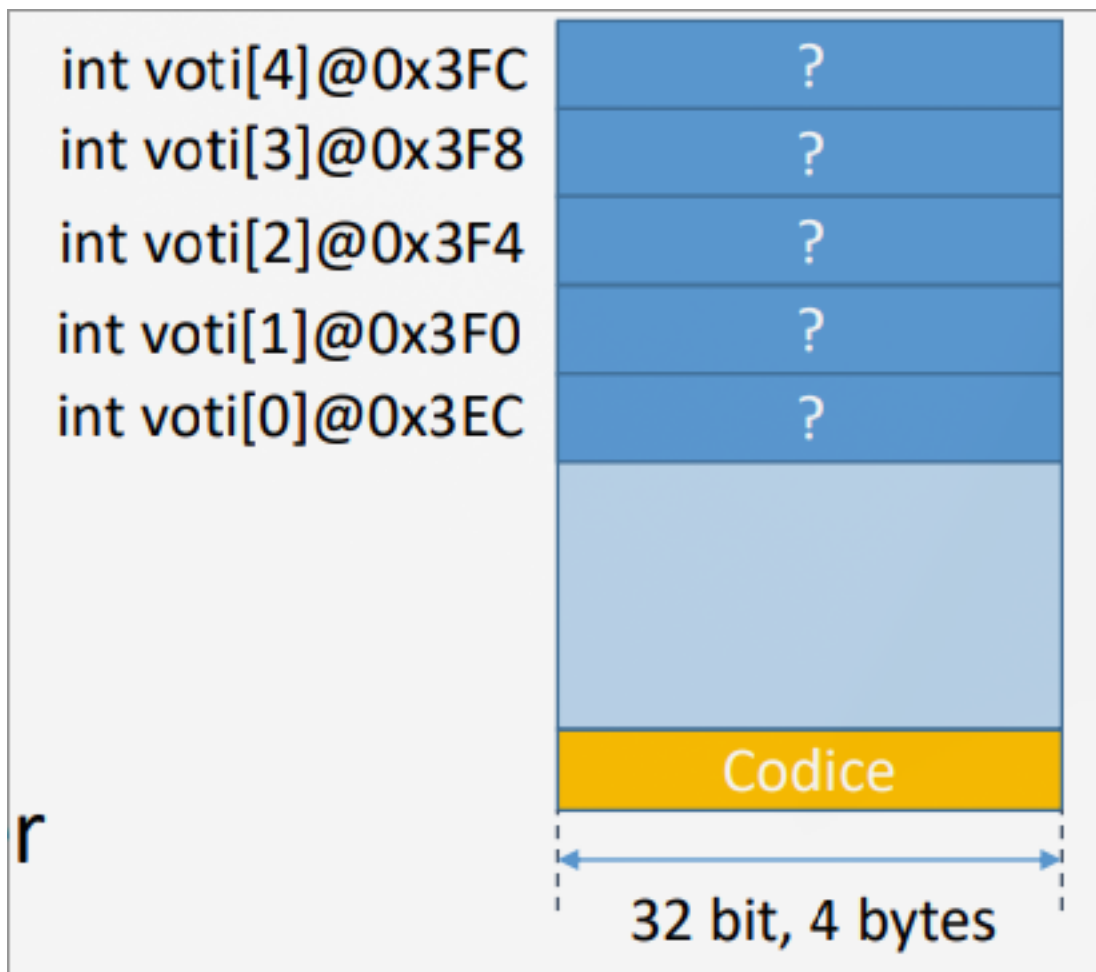 int voti[4]@0x3FC
?
int voti[3]@0x3F8
?
int voti[2]@0x3F4
?
int voti[1]@0x3F0
?
int voti[0]@0x3EC
?
Codice
r
32 bit, 4 bytes